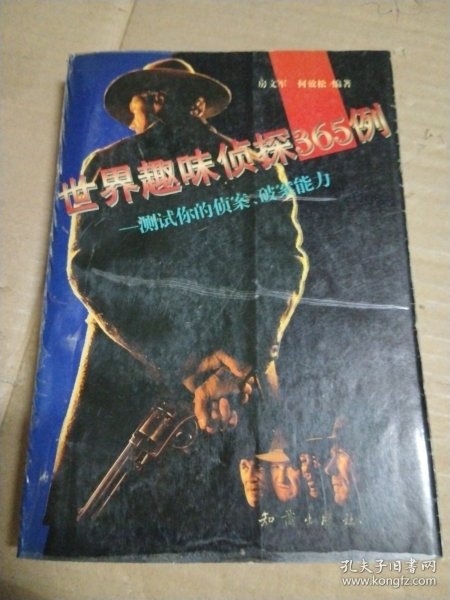 房文军 何效松 编著
世界趣味侦探365例
—测试你的侦案、破案能力
知识出版社
孔夫子旧书网
www.kongfz.com